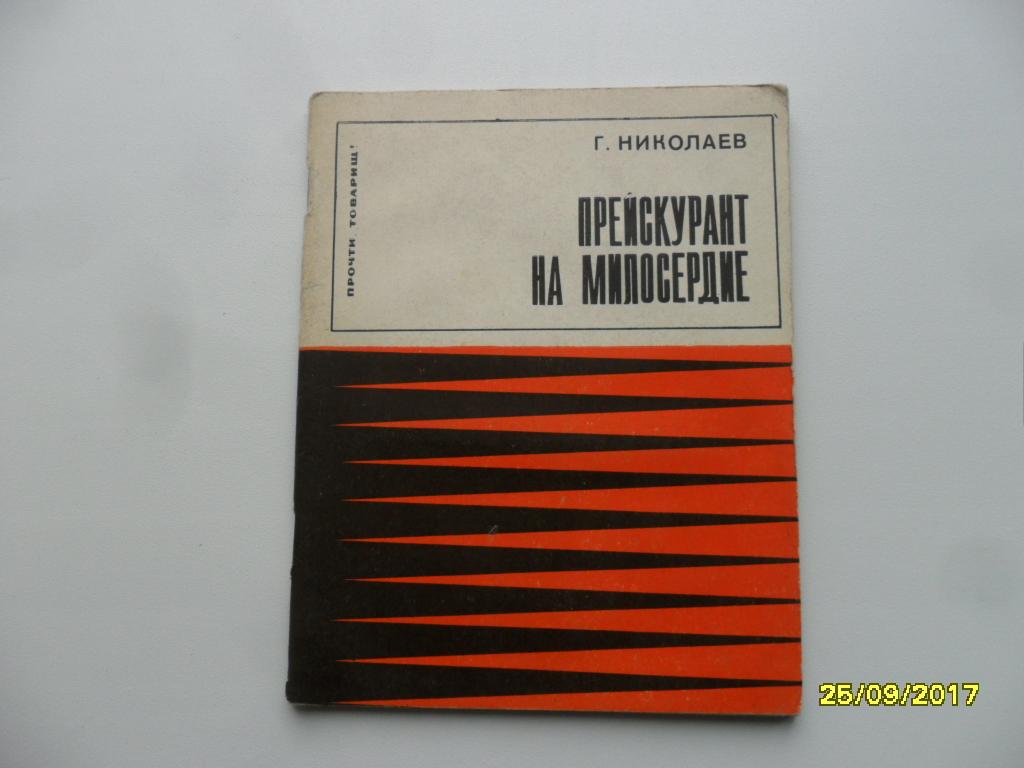 Г. НИКОЛАЕВ
ПРЕЙСКУРАНТ
НА МИЛОСЕРДИЕ
ПРОЧТИ, ТОВАРИЩ!
25/09/2017